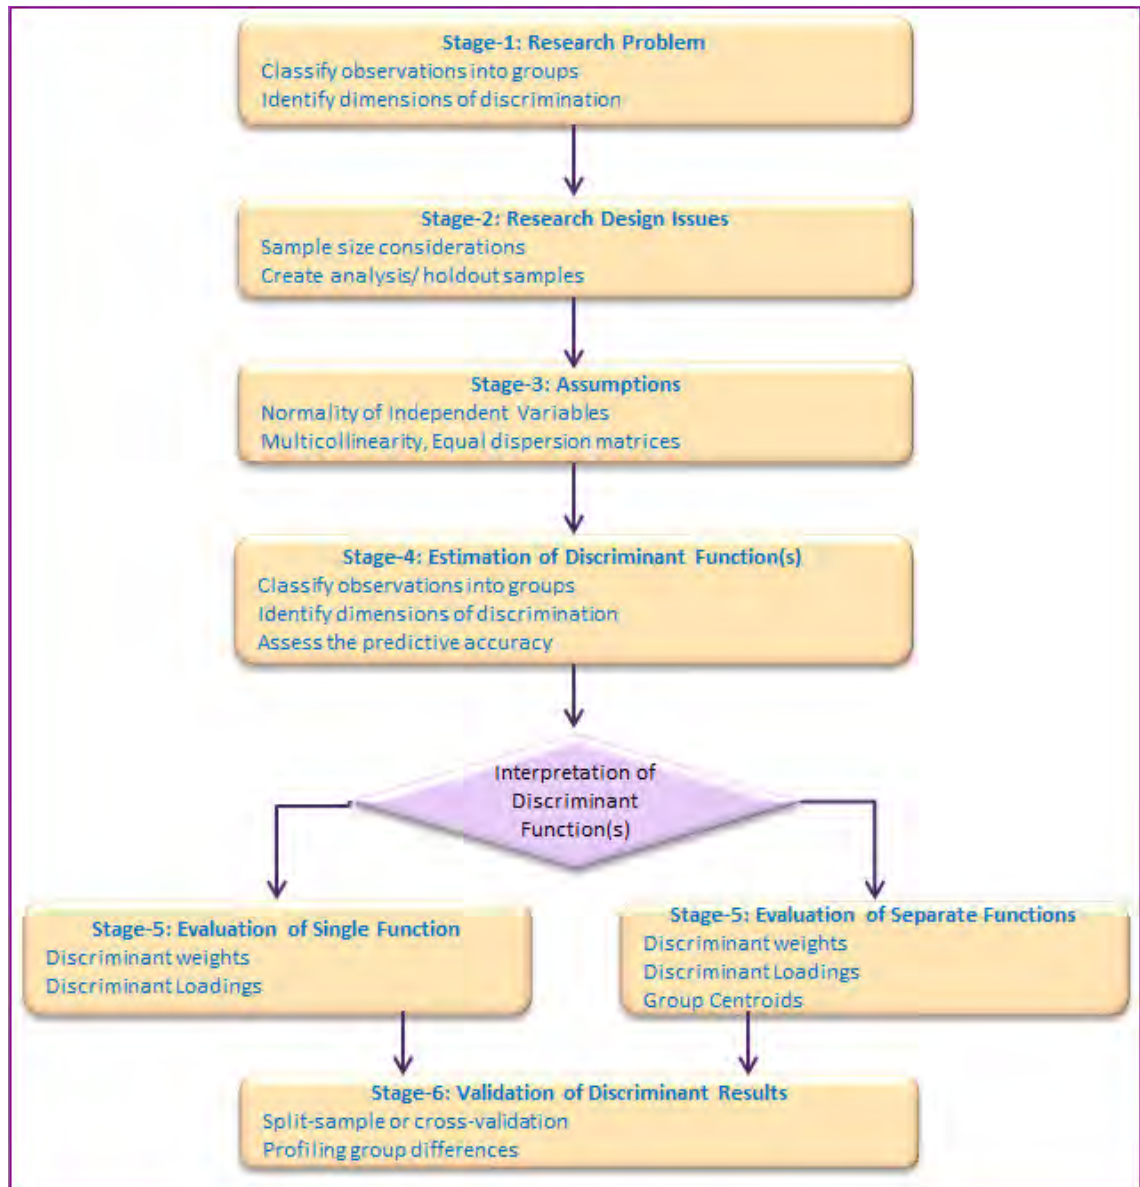 Stage-1: Research Problem
Classify observations into groups
Identify dimensions of discrimination
Stage-2: Research Design Issues
Sample size considerations
Create analysis/ holdout samples
Stage-3: Assumptions
Normality of Independent Variables
Multicollinearity, Equal dispersion matrices
Stage-4: Estimation of Discriminant Function(s)
Classify observations into groups
Identify dimensions of discrimination
Assess the predictive accuracy
Interpretation of
Discriminant
Function(s)
Stage-5: Evaluation of Single Function
Discriminant weights
Discriminant Loadings
Stage-5: Evaluation of Separate Functions
Discriminant weights
Discriminant Loadings
Group Centroids
Stage-6: Validation of Discriminant Results
Split-sample or cross-validation
Profiling group differences